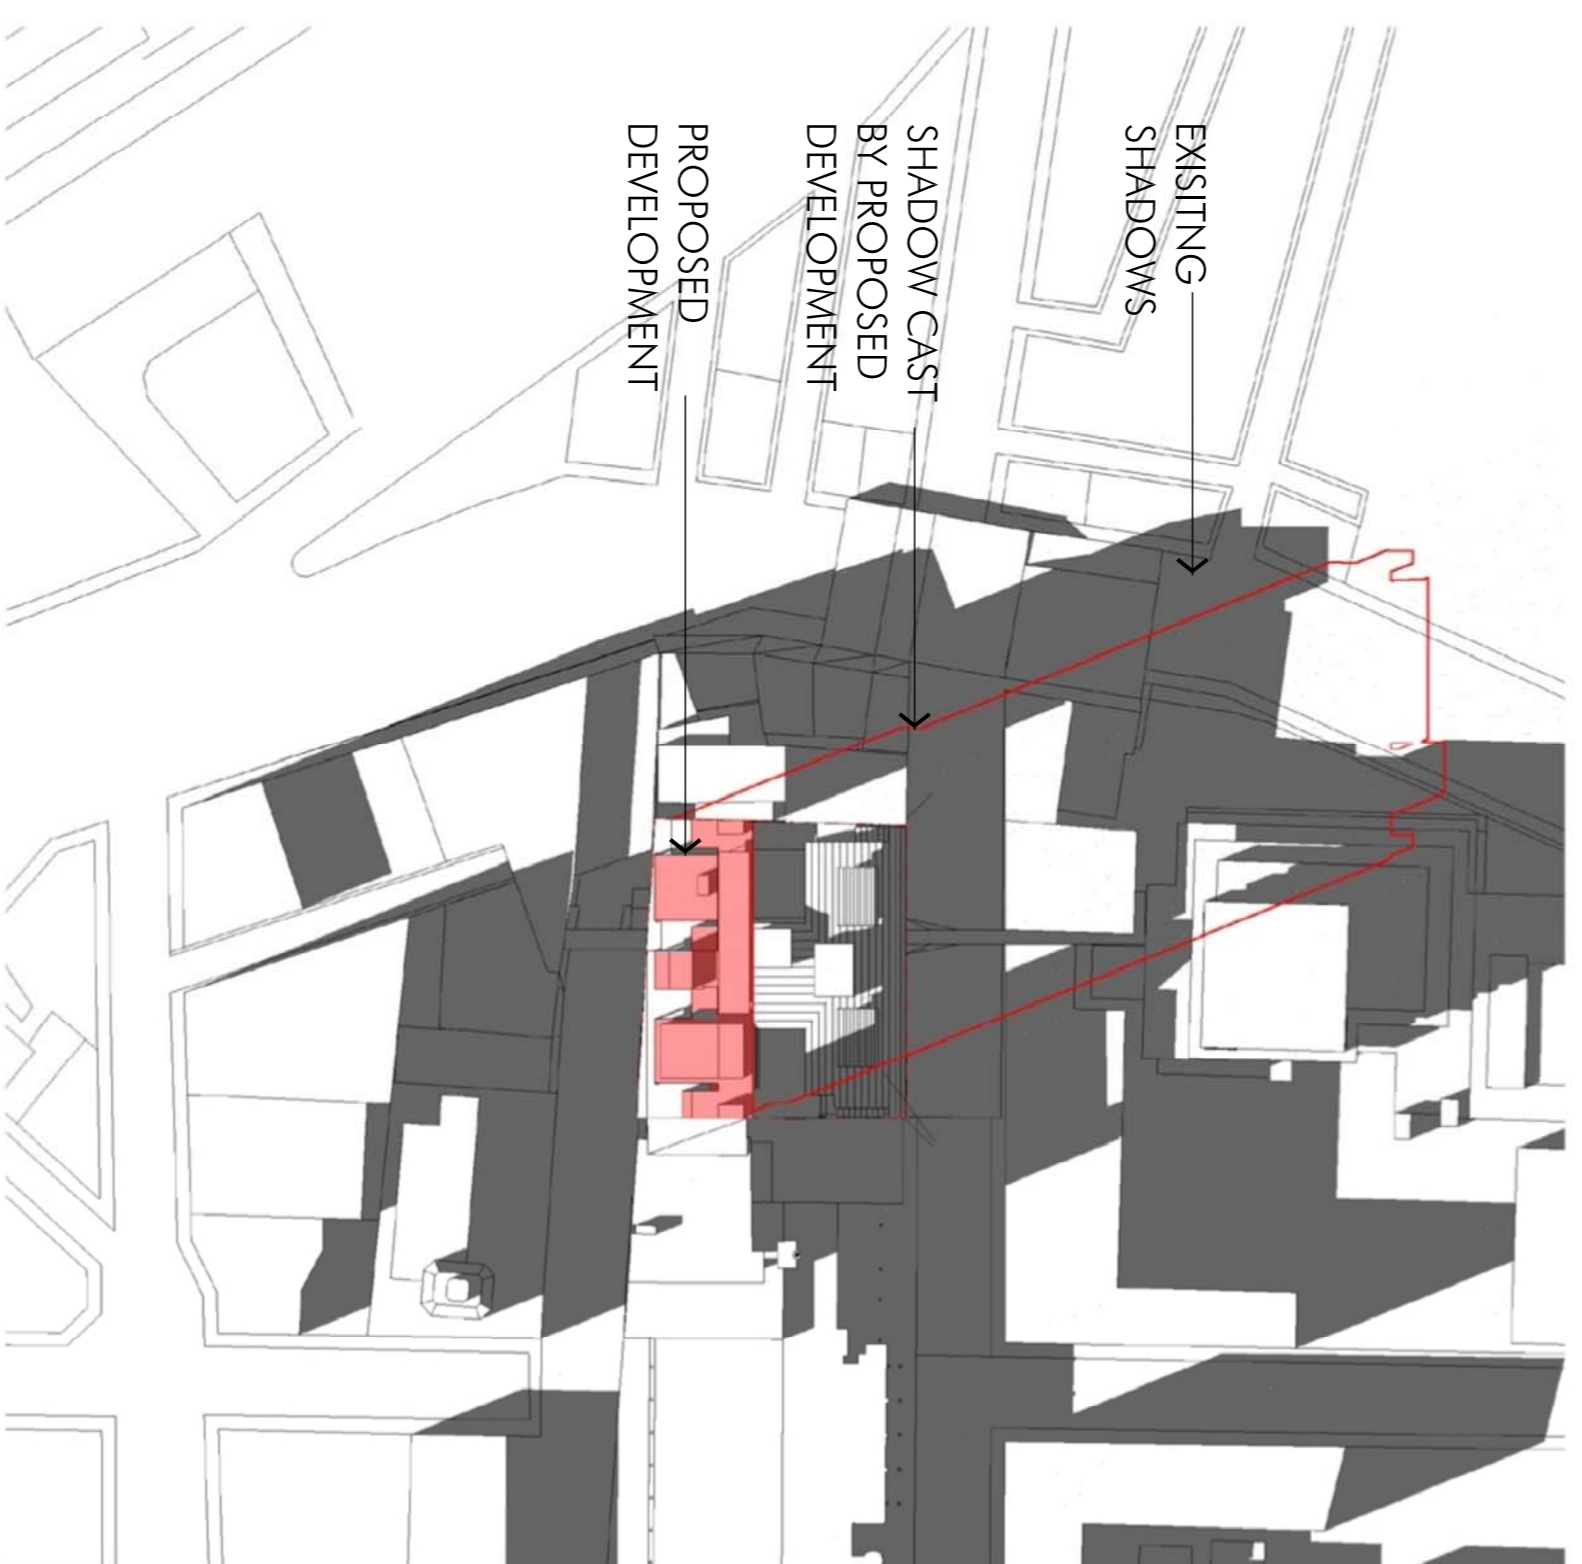 EXISITNG
SHADOWS
SHADOW CAST
BY PROPOSED
DEVELOPMENT
PROPOSED
DEVELOPMENT